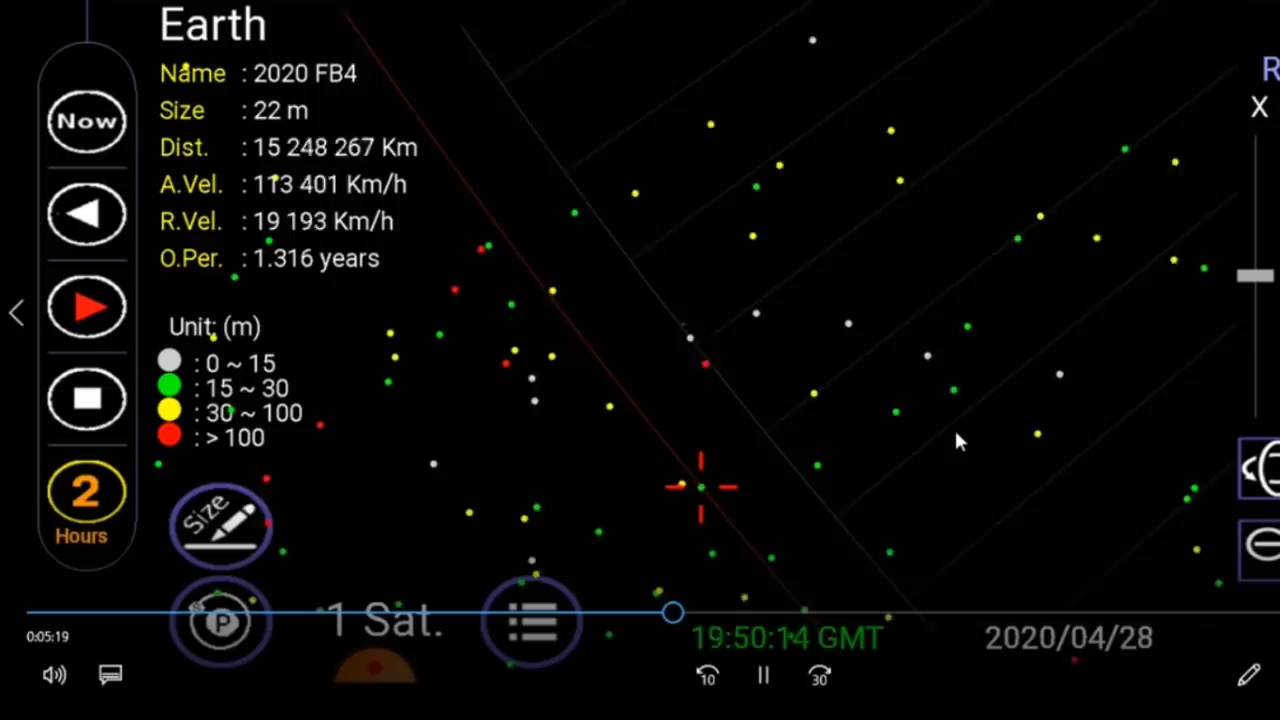 Earth
Name : 2020 FB4
Size : 22 m
Dist. : 15 248 267 Km
A.Vel. : 113 401 Km/h
R.Vel. : 19 193 Km/h
O.Per. : 1.316 years
Now
Unit: (m)
: 0 ~ 15
: 15 ~ 30
: 30 ~ 100
: > 100
2
Hours
Size
P
1 Sat.
19:50:14 GMT
2020/04/28
R
X
0:05:19
10
30